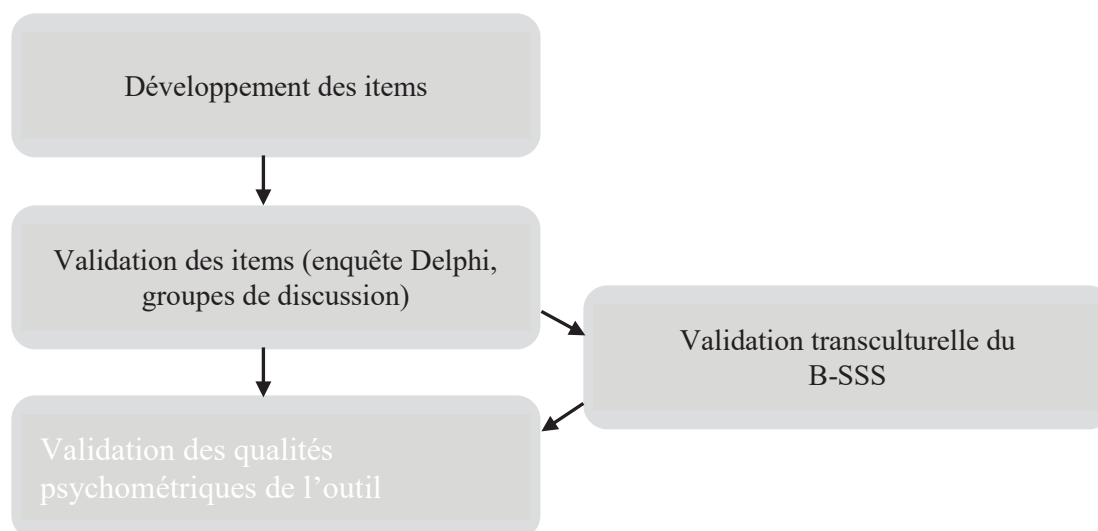 Développement des items
Validation des items (enquête Delphi,
groupes de discussion)
Validation transculturelle du
B-SSS
Validation des qualités
psychométriques de l’outil